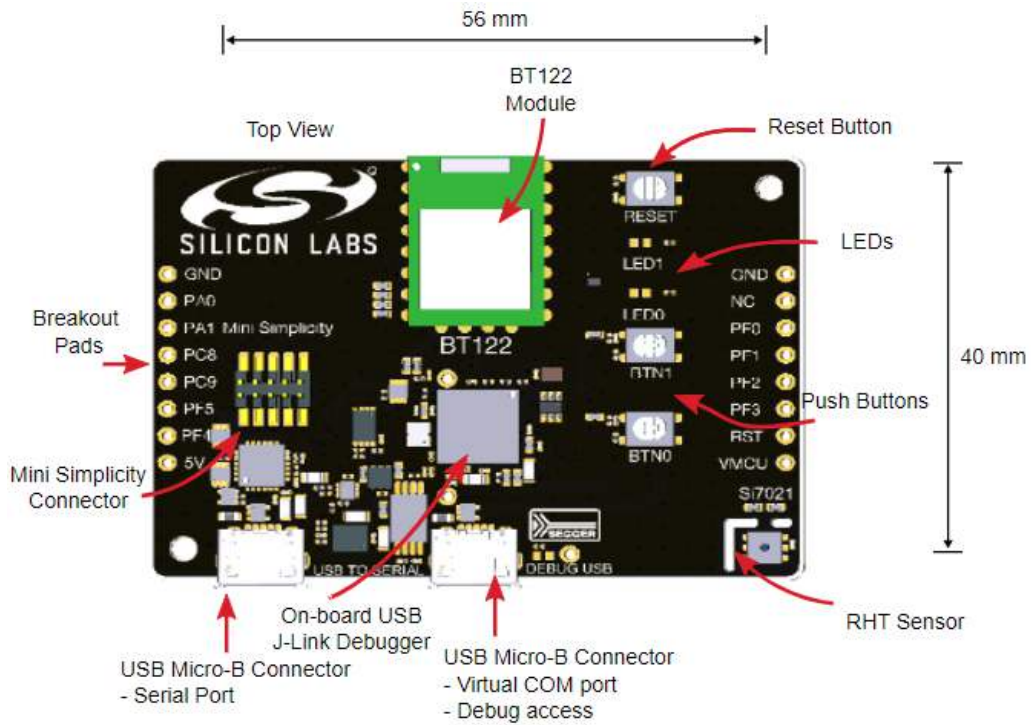 56 mm
BT122
Module
Top View
Reset Button
SILICON LABS
RESET
LED1
LEDs
LED0
GND
PA0
PA1
Mini Simplicity
PC8
PC9
PF5
PF4
5V
GND
NC
PF0
PF1
PF2
PF3
RST
VMCU
BT122
BTN1
BTN0
Breakout
Pads
40 mm
Push Buttons
Mini Simplicity
Connector
Si7021
SEGGER
USB TO SERIAL
DEBUG USB
On-board USB
J-Link Debugger
RHT Sensor
USB Micro-B Connector
- Serial Port
USB Micro-B Connector
- Virtual COM port
- Debug access